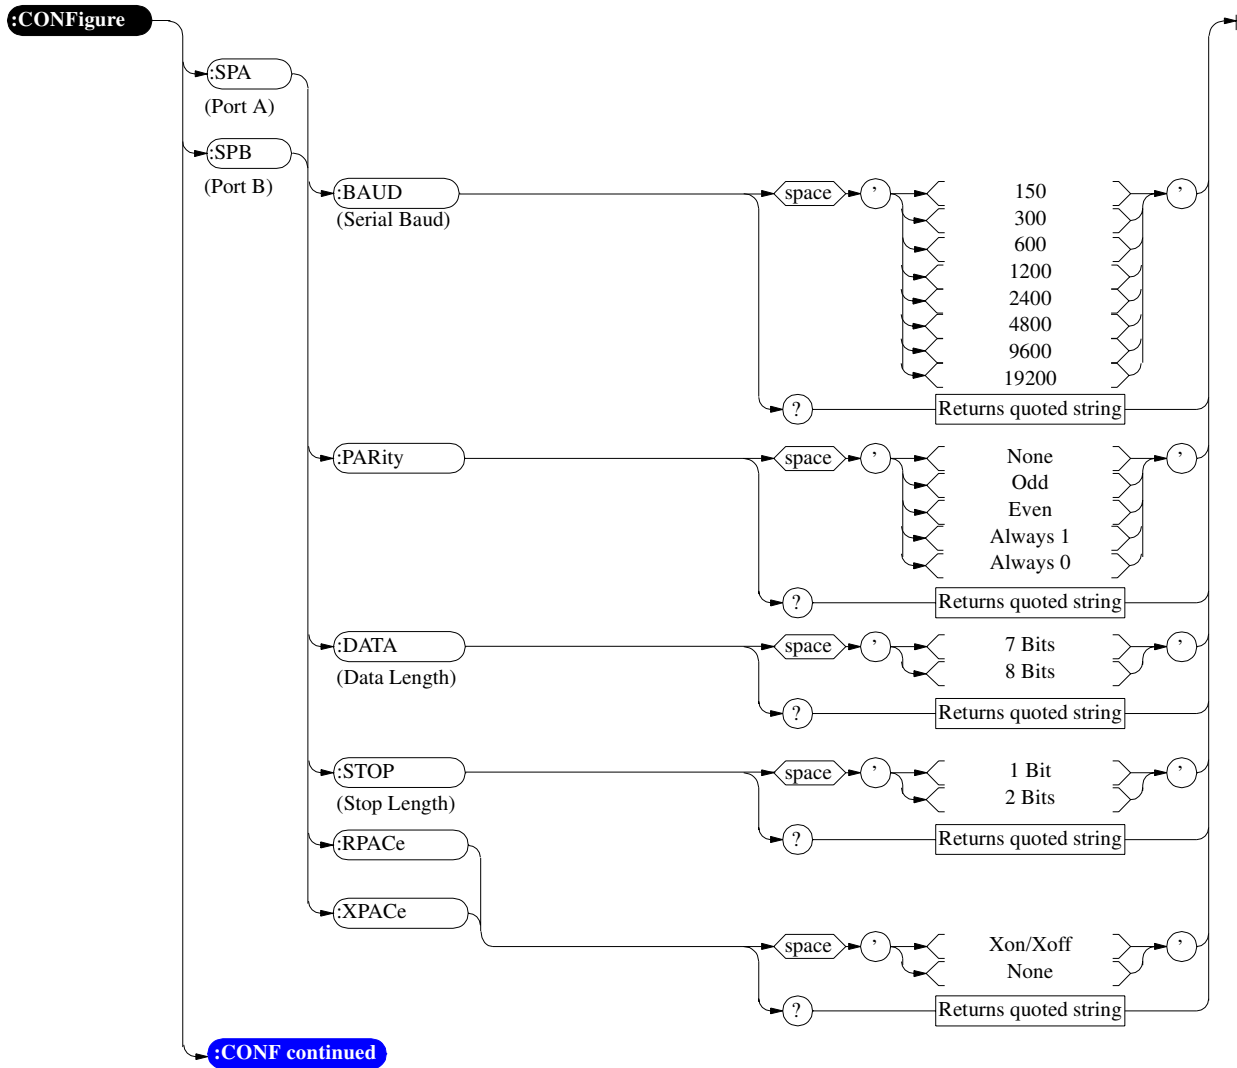 :CONFigure
:SPA
(Port A)
:SPB
(Port B)
:BAUD
(Serial Baud)
space
’
150
300
600
1200
2400
4800
9600
19200
’
?
Returns quoted string
:PARity
space
’
None
Odd
Even
Always 1
Always 0
’
?
Returns quoted string
:DATA
(Data Length)
space
’
7 Bits
8 Bits
’
?
Returns quoted string
:STOP
(Stop Length)
space
’
1 Bit
2 Bits
’
?
Returns quoted string
:RPACe
:XPACe
space
’
Xon/Xoff
None
’
?
Returns quoted string
:CONF continued